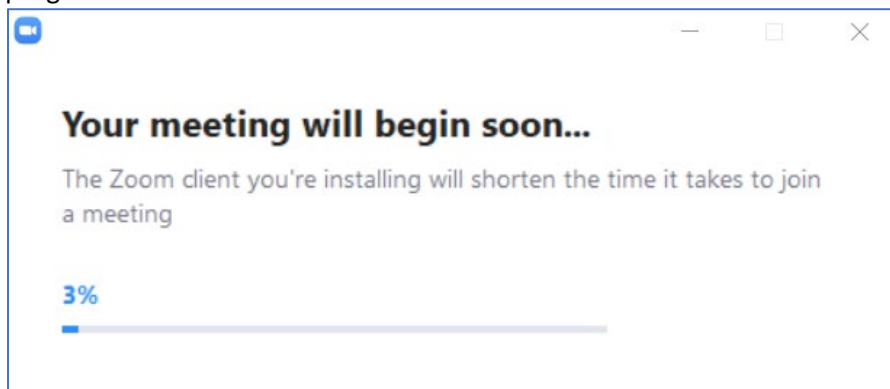 Your meeting will begin soon...
The Zoom client you're installing will shorten the time it takes to join
a meeting
3%